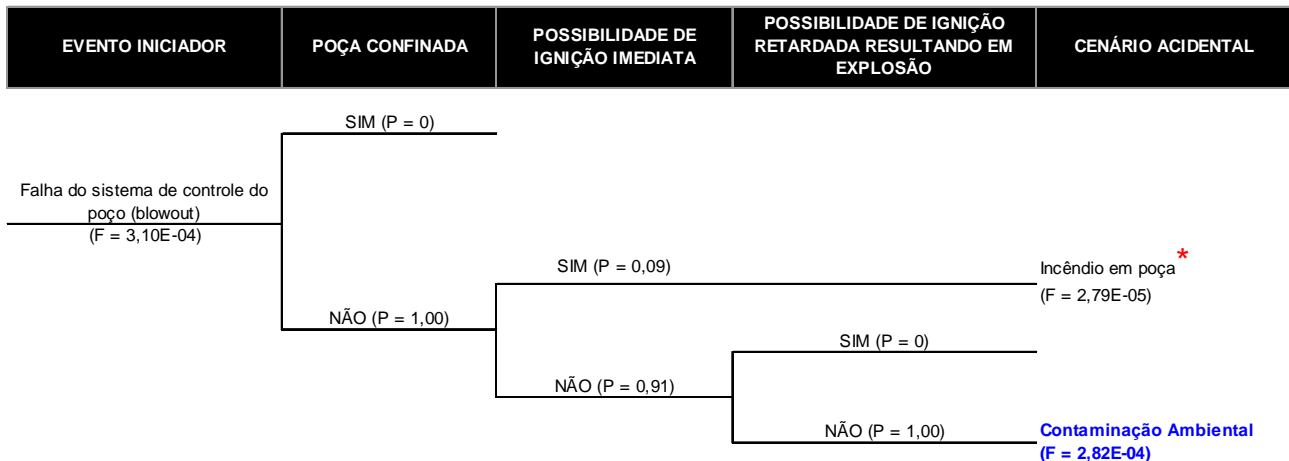 EVENTO INICIADOR
POÇA CONFINADA
POSSIBILIDADE DE
IGNIÇÃO IMEDIATA
POSSIBILIDADE DE IGNIÇÃO
RETARDADA RESULTANDO EM
EXPLOSÃO
CENÁRIO ACIDENTAL
SIM (P = 0)
Falha do sistema de controle do
poço (blowout)
(F = 3,10E-04)
SIM (P = 0,09)
Incêndio em poça*
(F = 2,79E-05)
NÃO (P = 1,00)
SIM (P = 0)
NÃO (P = 0,91)
NÃO (P = 1,00)
Contaminação Ambiental
(F = 2,82E-04)